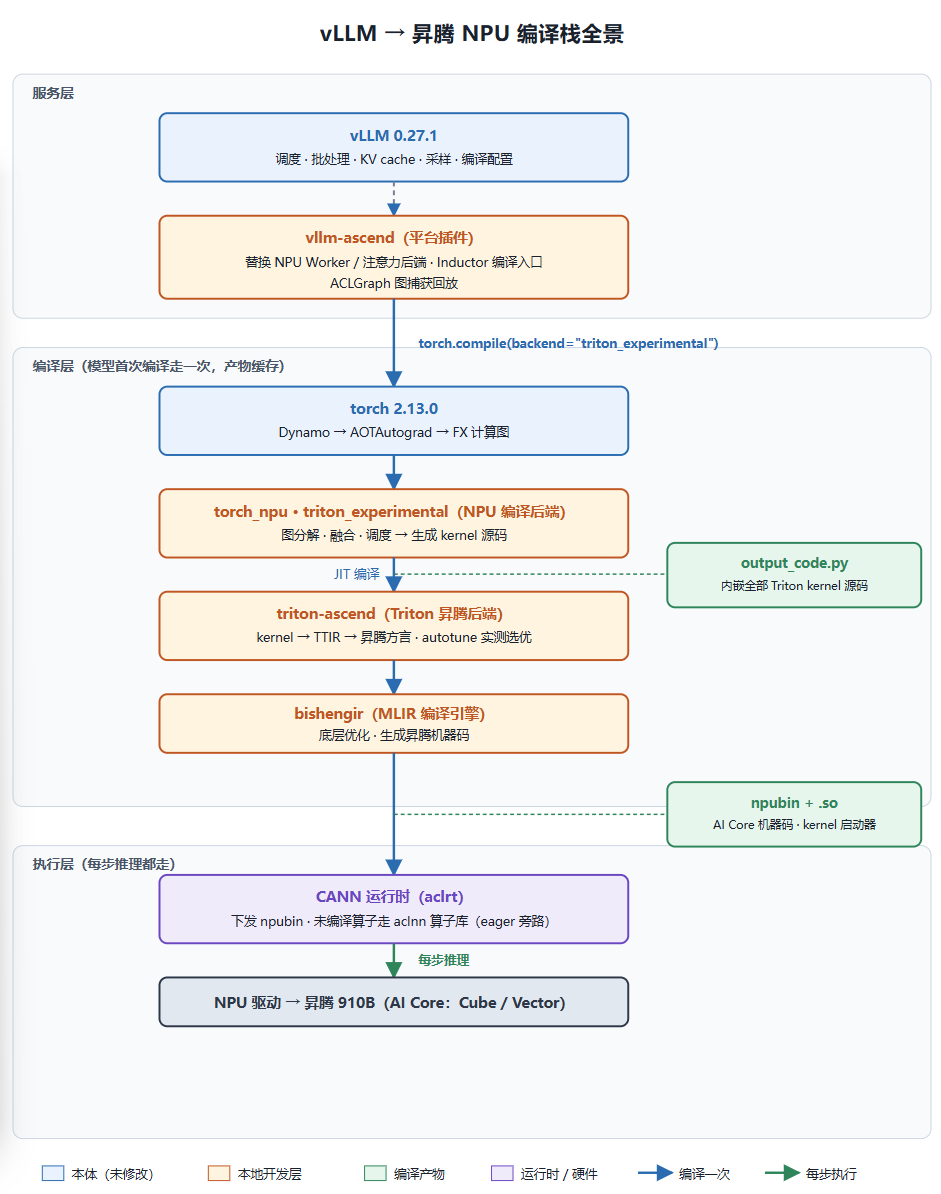 vLLM → 昇腾 NPU 编译栈全景
服务层
vLLM 0.27.1
调度 · 批处理 · KV cache · 采样 · 编译配置
vllm-ascend（平台插件）
替换 NPU Worker / 注意力后端 · Inductor 编译入口
ACLGraph 图捕获回放
torch.compile(backend="triton_experimental")
编译层（模型首次编译走一次，产物缓存）
torch 2.13.0
Dynamo → AOTAutograd → FX 计算图
torch_npu · triton_experimental（NPU 编译后端）
图分解 · 融合 · 调度 → 生成 kernel 源码
output_code.py
内嵌全部 Triton kernel 源码
JIT 编译
triton-ascend（Triton 昇腾后端）
kernel → TTIR → 昇腾方言 · autotune 实测选优
bishengir（MLIR 编译引擎）
底层优化 · 生成昇腾机器码
npubin + .so
AI Core 机器码 · kernel 启动器
执行层（每步推理都走）
CANN 运行时（aclrt）
下发 npubin · 未编译算子走 aclnn 算子库（eager 旁路）
每步推理
NPU 驱动 → 昇腾 910B（AI Core：Cube / Vector）
本体（未修改）
本地开发层
编译产物
运行时 / 硬件
编译一次
每步执行